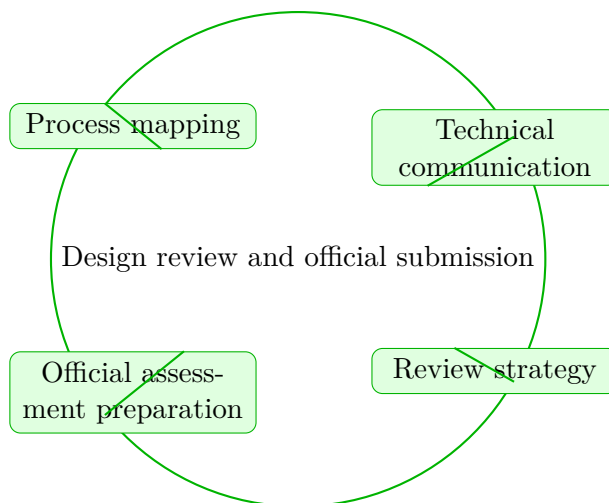 Process mapping
Technical
communication
Design review and official submission
Official assess-
ment preparation
Review strategy